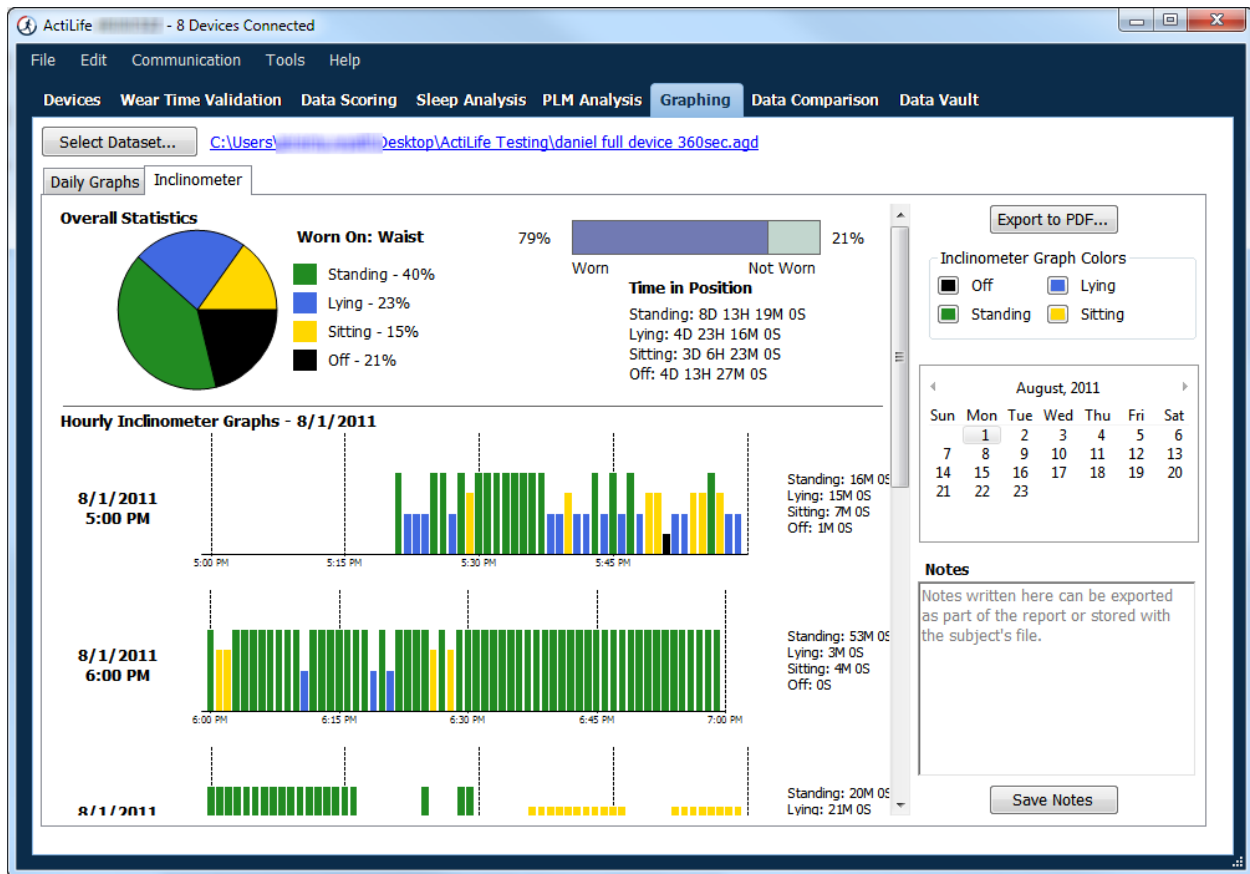 ActiLife - 8 Devices Connected
File Edit Communication Tools Help
Devices Wear Time Validation Data Scoring Sleep Analysis PLM Analysis Graphing Data Comparison Data Vault
Select Dataset... C:\Users\ Desktop\ActiLife Testing\daniel full device 360sec.agd
Daily Graphs Inclinometer
Overall Statistics
Worn On: Waist
Standing - 40%
Lying - 23%
Sitting - 15%
Off - 21%
79% 21%
Worn Not Worn
Time in Position
Standing: 8D 13H 19M 0S
Lying: 4D 23H 16M 0S
Sitting: 3D 6H 23M 0S
Off: 4D 13H 27M 0S
Hourly Inclinometer Graphs - 8/1/2011
8/1/2011
5:00 PM
5:00 PM 5:15 PM 5:30 PM 5:45 PM
Standing: 16M 0S
Lying: 15M 0S
Sitting: 7M 0S
Off: 1M 0S
8/1/2011
6:00 PM
6:00 PM 6:15 PM 6:30 PM 6:45 PM 7:00 PM
Standing: 53M 0S
Lying: 3M 0S
Sitting: 4M 0S
Off: 0S
8/1/2011
Standing: 20M 0S
Lying: 21M 0S
Export to PDF...
Inclinometer Graph Colors
Off Lying
Standing Sitting
August, 2011
Sun Mon Tue Wed Thu Fri Sat
1 2 3 4 5 6
7 8 9 10 11 12 13
14 15 16 17 18 19 20
21 22 23
Notes
Notes written here can be exported
as part of the report or stored with
the subject's file.
Save Notes